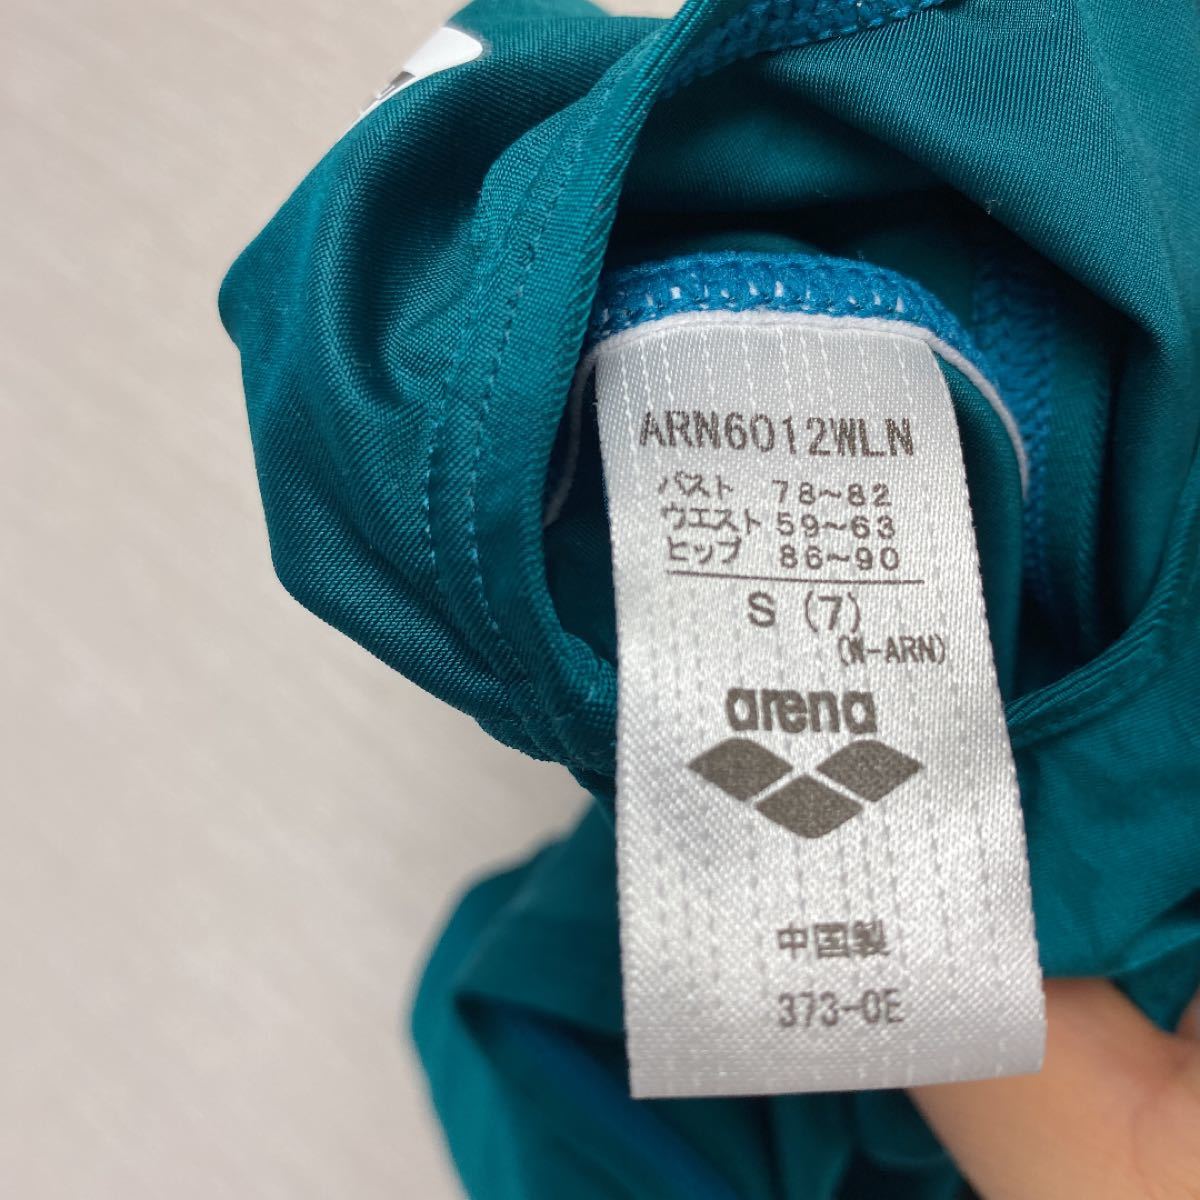 ARN6012WLN
バスト 78~82
ウエスト 59~63
ヒップ 86~90
S (7)
(W-ARN)
arena
中国製
373-0E